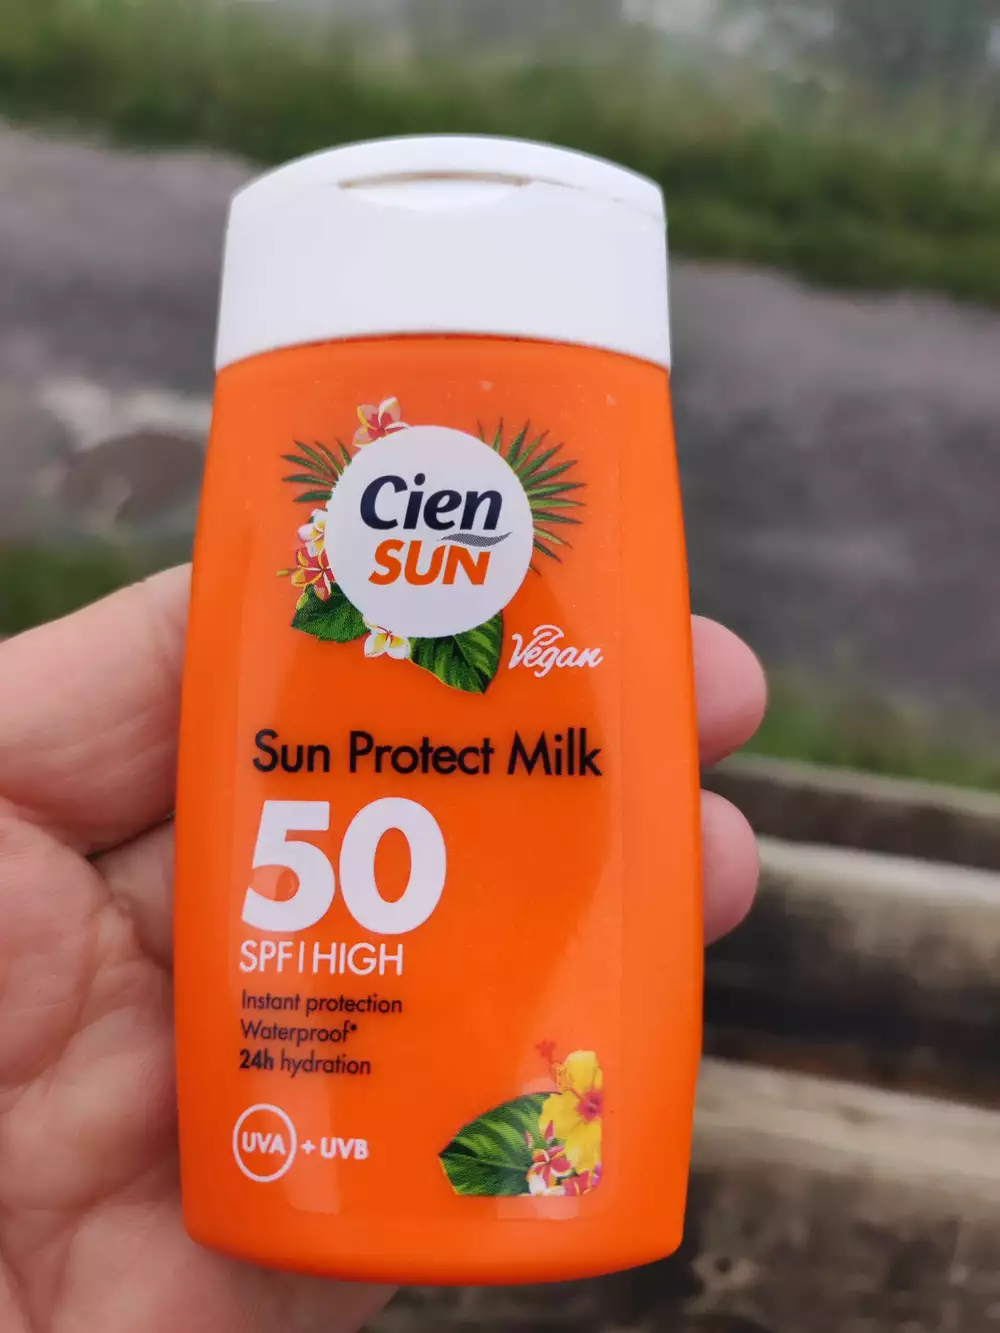 Cien
SUN
Vegan
Sun Protect Milk
50
SPF | HIGH
Instant protection
Waterproof*
24h hydration
UVA + UVB